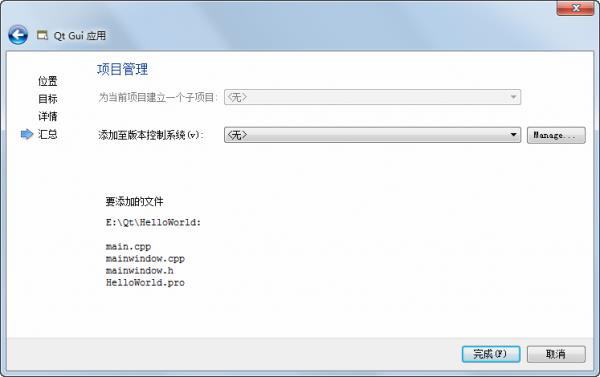 Qt Gui 应用
项目管理
位置
目标
详情
汇总
为当前项目建立一个子项目: <无>
添加至版本控制系统(v): <无> Manage...
要添加的文件
E:\Qt\HelloWorld:
main.cpp
mainwindow.cpp
mainwindow.h
HelloWorld.pro
完成(F) 取消